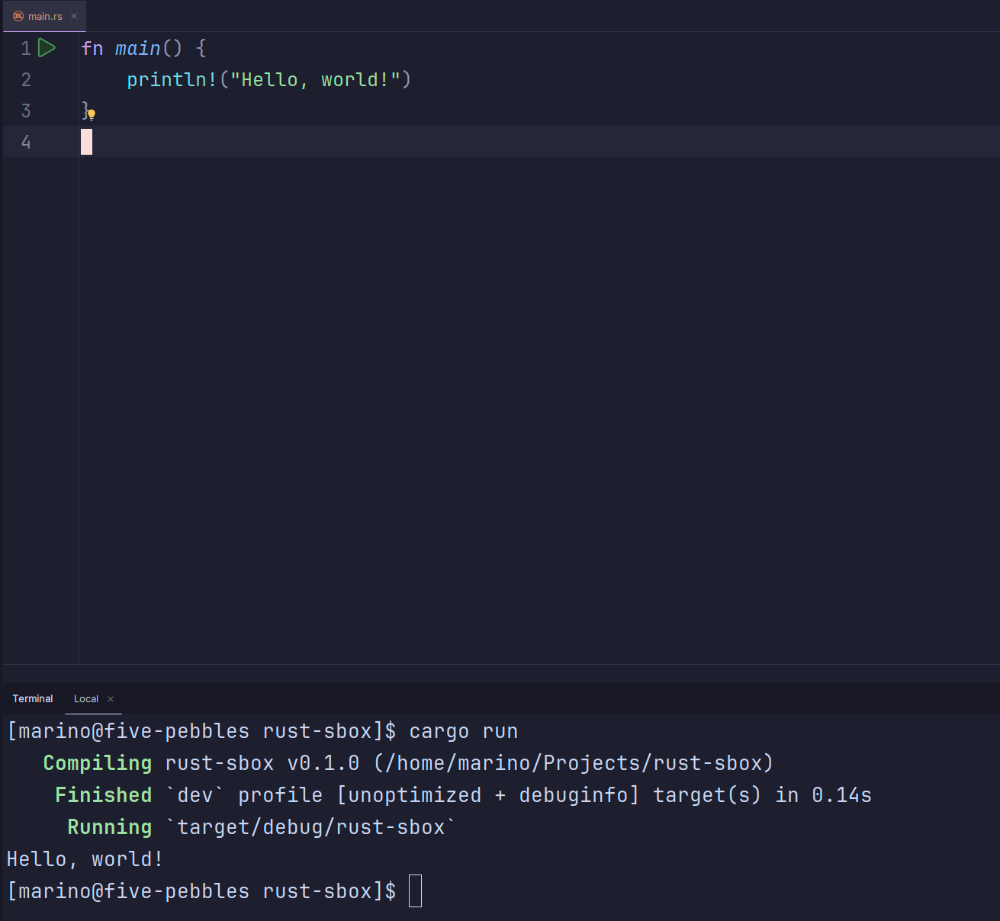 main.rs
1 fn main() {
2     println!("Hello, world!")
3 }
4
Terminal Local
[marino@five-pebbles rust-sbox]$ cargo run
   Compiling rust-sbox v0.1.0 (/home/marino/Projects/rust-sbox)
    Finished `dev` profile [unoptimized + debuginfo] target(s) in 0.14s
     Running `target/debug/rust-sbox`
Hello, world!
[marino@five-pebbles rust-sbox]$